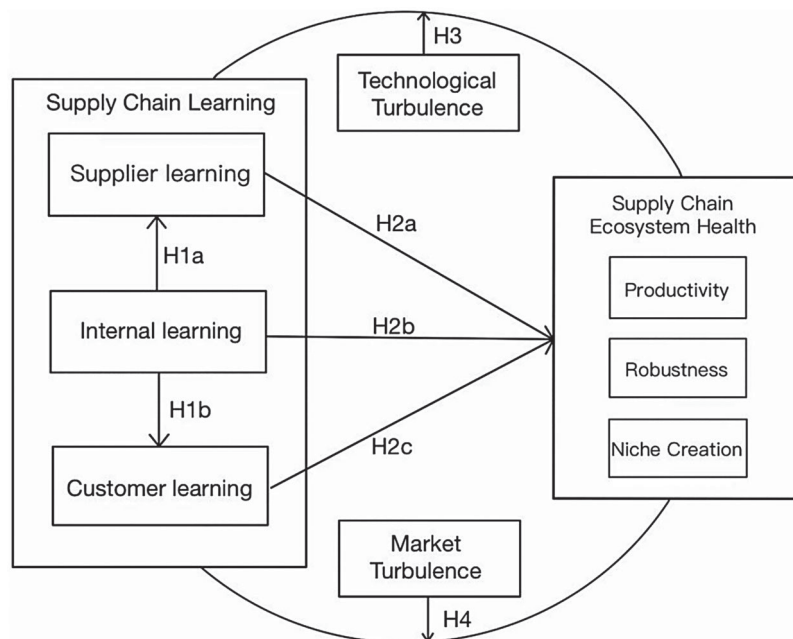 H3
Technological
Turbulence
Supply Chain Learning
Supplier learning
H1a
Internal learning
H1b
Customer learning
H2a
H2b
H2c
Supply Chain
Ecosystem Health
Productivity
Robustness
Niche Creation
Market
Turbulence
H4